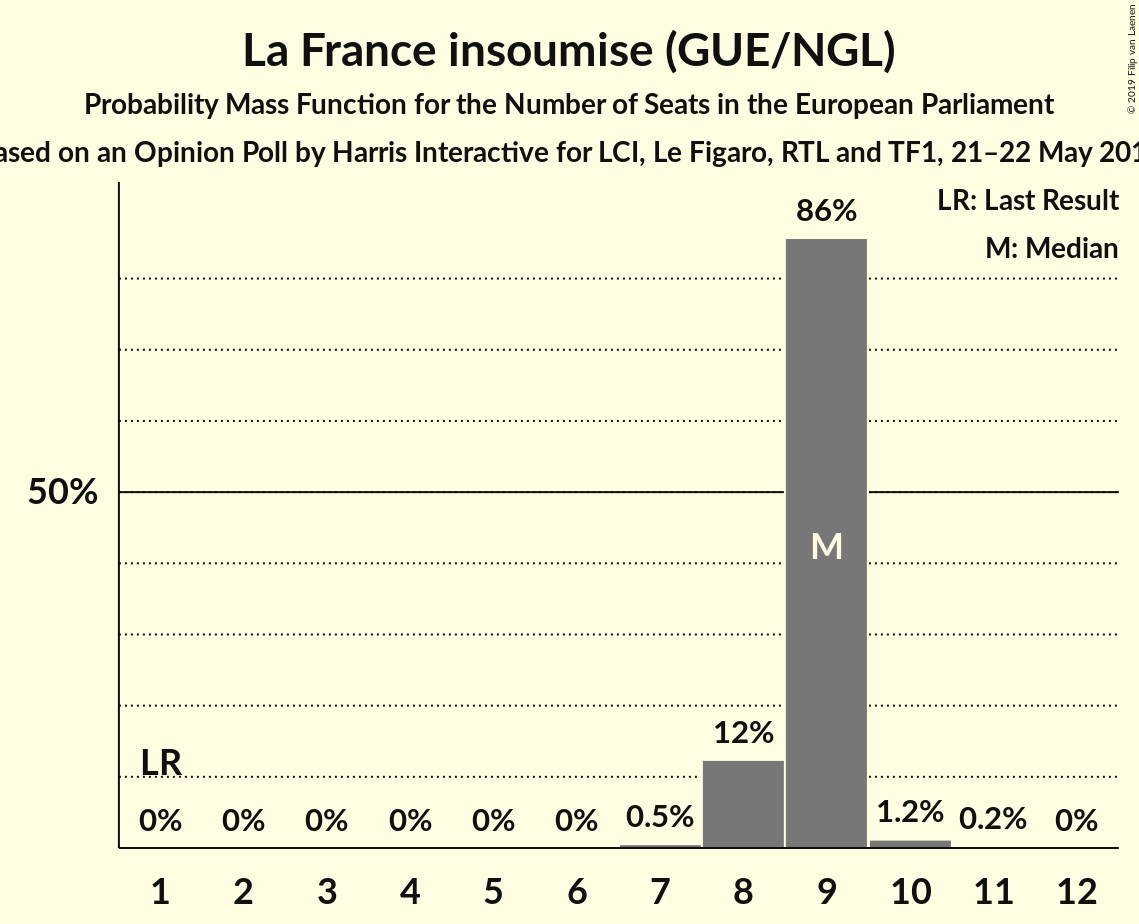 La France insoumise (GUE/NGL)
Probability Mass Function for the Number of Seats in the European Parliament
on an Opinion Poll by Harris Interactive for LCI, Le Figaro, RTL and TF1, 21–22 May
© 2019 Filip van Laenen
LR: Last Result
M: Median
86%
50%
M
12%
LR
0% 0% 0% 0% 0% 0% 0.5% 1.2% 0.2% 0%
1 2 3 4 5 6 7 8 9 10 11 12